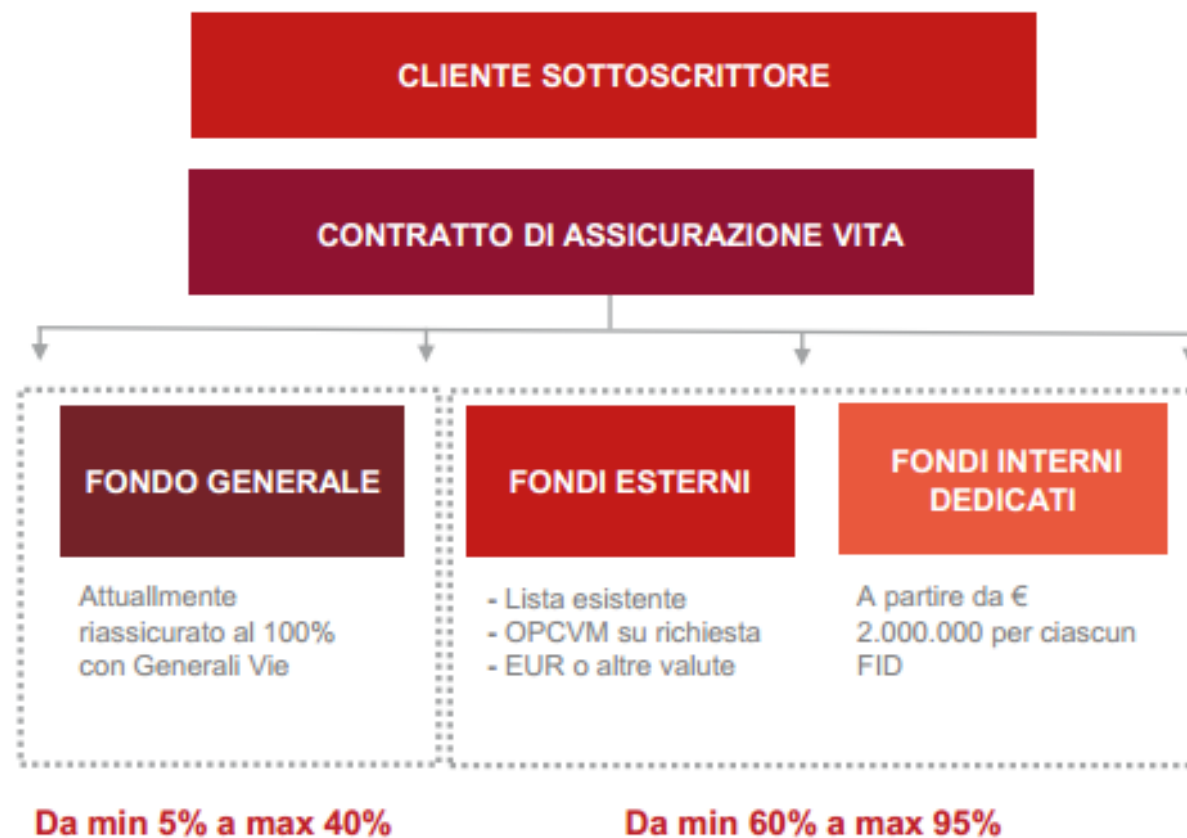 CLIENTE SOTTOSCRITTORE
CONTRATTO DI ASSICURAZIONE VITA
FONDO GENERALE
Attuallmente
riassicurato al 100%
con Generali Vie
FONDI ESTERNI
- Lista esistente
- OPCVM su richiesta
- EUR o altre valute
FONDI INTERNI
DEDICATI
A partire da €
2.000.000 per ciascun
FID
Da min 5% a max 40%
Da min 60% a max 95%